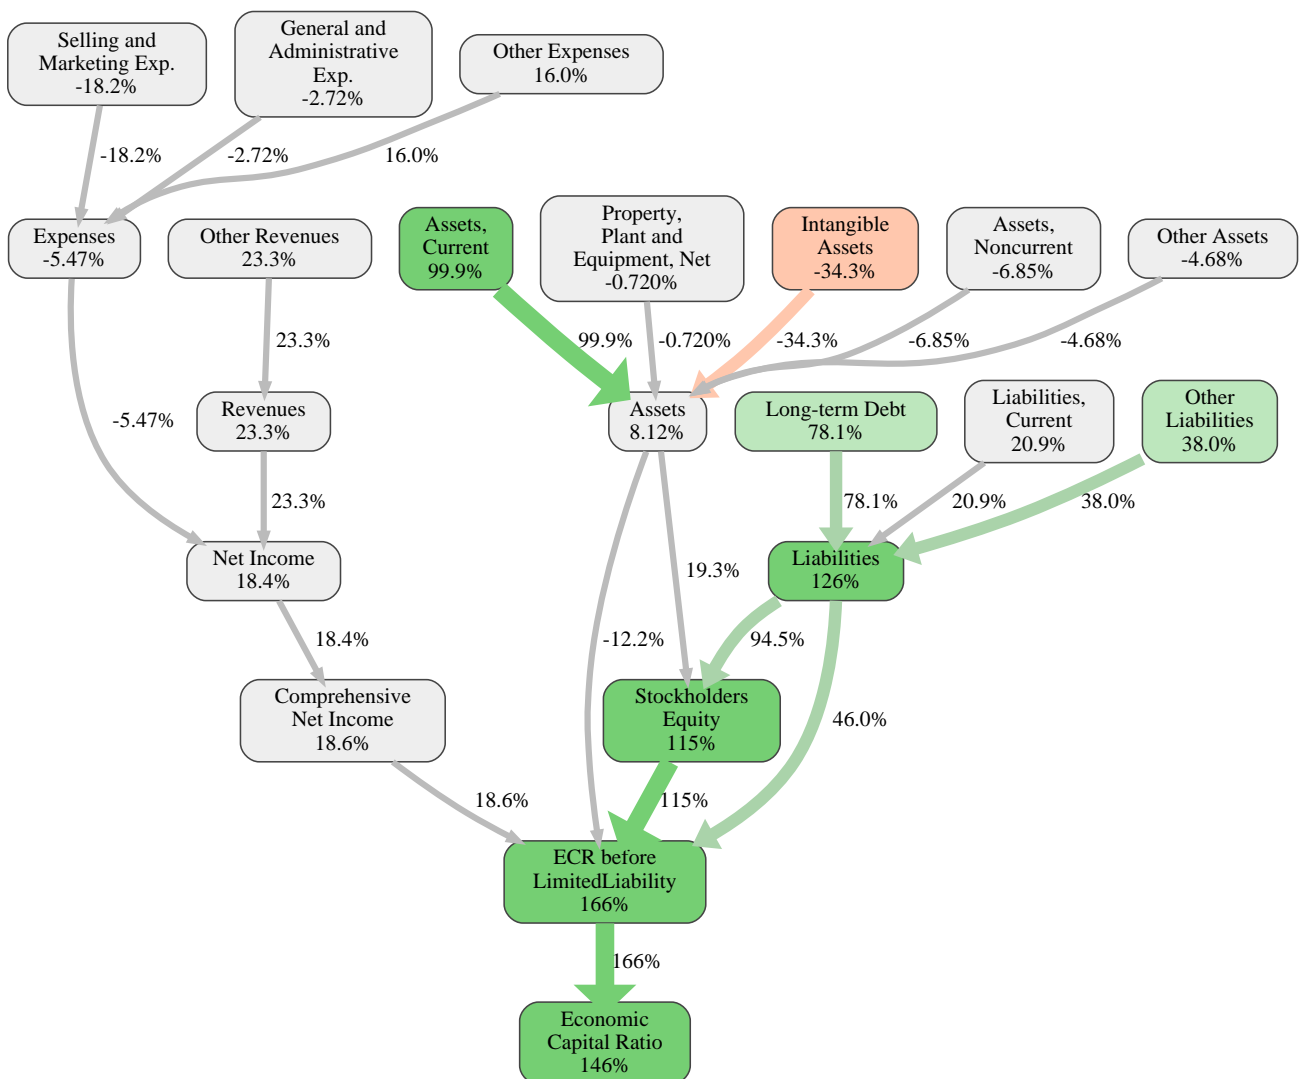 Selling and
Marketing Exp.
-18.2%
General and
Administrative
Exp.
-2.72%
Other Expenses
16.0%
-18.2%
-2.72%
16.0%
Expenses
-5.47%
Other Revenues
23.3%
Assets,
Current
99.9%
Property,
Plant and
Equipment, Net
-0.720%
Intangible
Assets
-34.3%
Assets,
Noncurrent
-6.85%
Other Assets
-4.68%
23.3%
99.9%
-0.720%
-34.3%
-6.85%
-4.68%
-5.47%
Revenues
23.3%
Assets
8.12%
Long-term Debt
78.1%
Liabilities,
Current
20.9%
Other
Liabilities
38.0%
23.3%
78.1%
20.9%
38.0%
Net Income
18.4%
19.3%
Liabilities
126%
18.4%
-12.2%
94.5%
Comprehensive
Net Income
18.6%
Stockholders
Equity
115%
46.0%
18.6%
115%
ECR before
LimitedLiability
166%
166%
Economic
Capital Ratio
146%